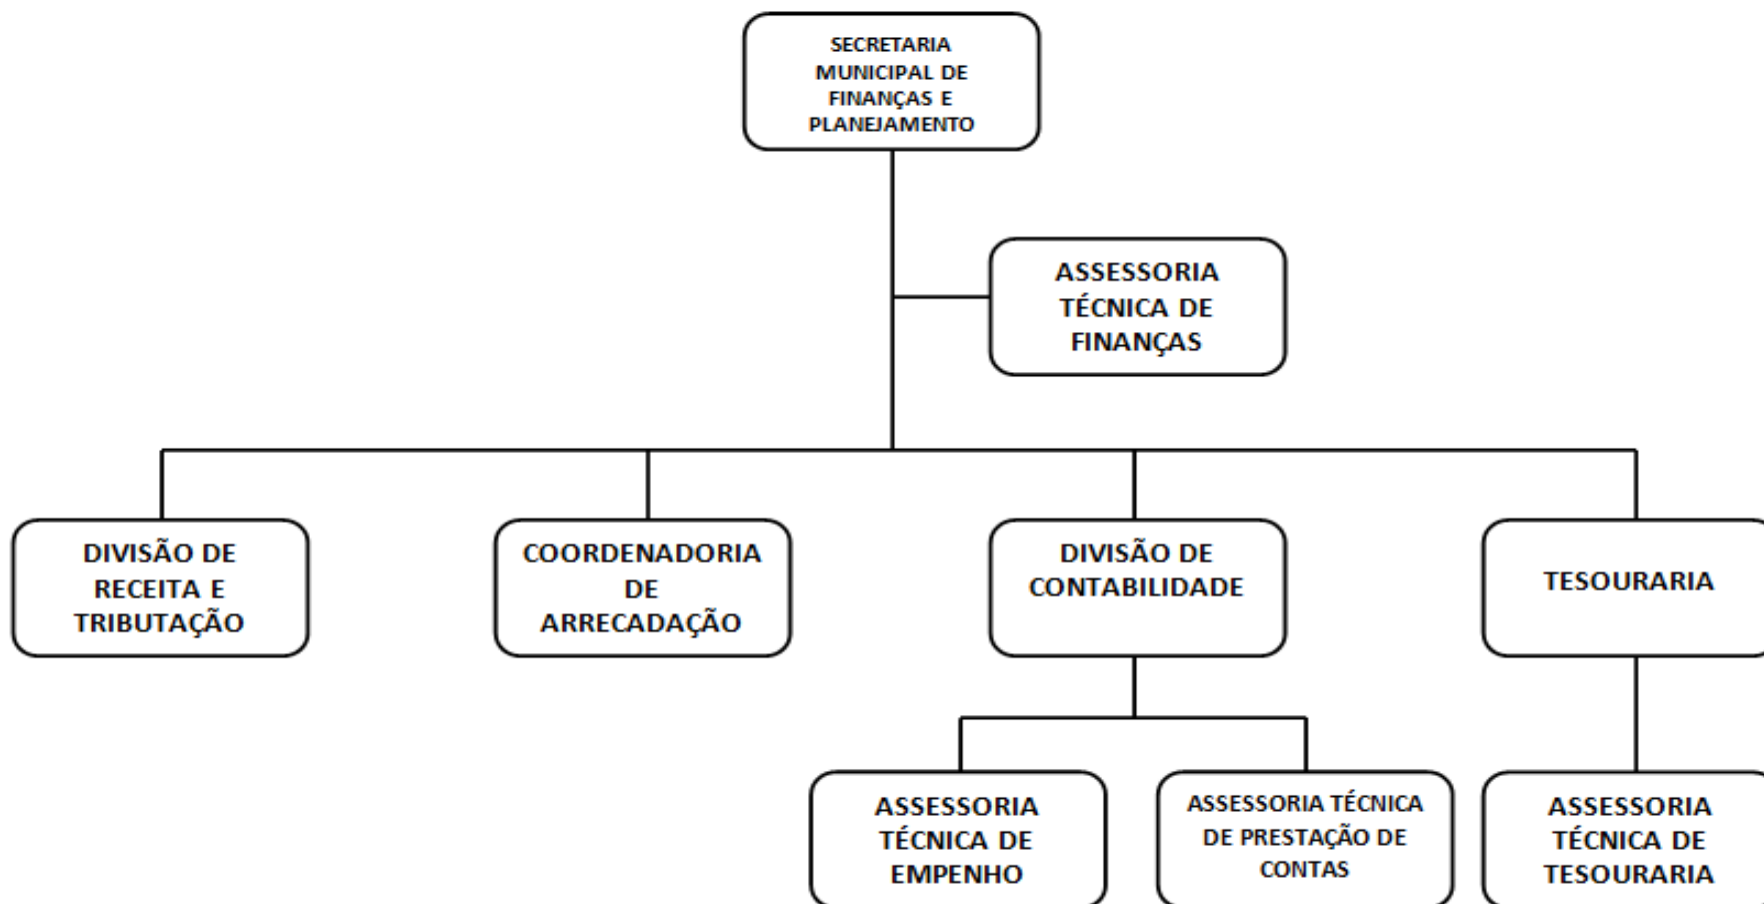 SECRETARIA
MUNICIPAL DE
FINANÇAS E
PLANEJAMENTO
ASSESSORIA
TÉCNICA DE
FINANÇAS
DIVISÃO DE
RECEITA E
TRIBUTAÇÃO
COORDENADORIA
DE
ARRECADAÇÃO
DIVISÃO DE
CONTABILIDADE
TESOURARIA
ASSESSORIA
TÉCNICA DE
EMPENHO
ASSESSORIA TÉCNICA
DE PRESTAÇÃO DE
CONTAS
ASSESSORIA
TÉCNICA DE
TESOURARIA